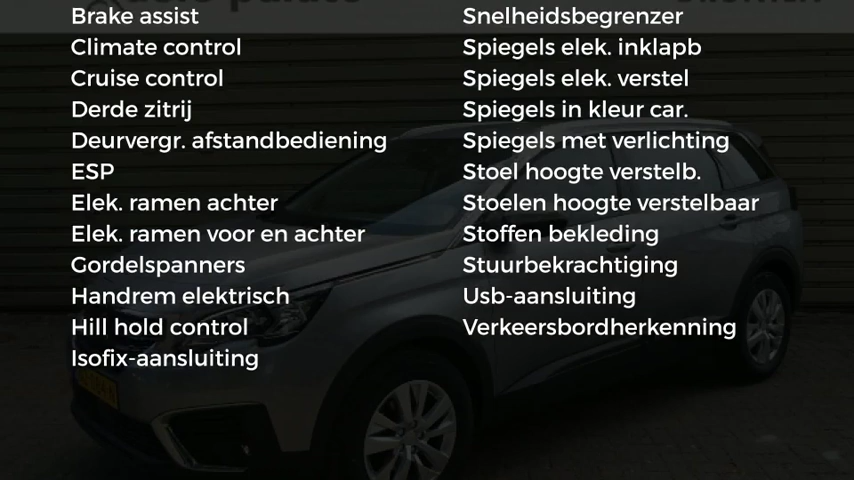 Brake assist
Climate control
Cruise control
Derde zitrij
Deurvergr. afstandbediening
ESP
Elek. ramen achter
Elek. ramen voor en achter
Gordelspanners
Handrem elektrisch
Hill hold control
Isofix-aansluiting
Snelheidsbegrenzer
Spiegels elek. inklapb
Spiegels elek. verstel
Spiegels in kleur car.
Spiegels met verlichting
Stoel hoogte verstelb.
Stoelen hoogte verstelbaar
Stoffen bekleding
Stuurbekrachtiging
Usb-aansluiting
Verkeersbordherkenning